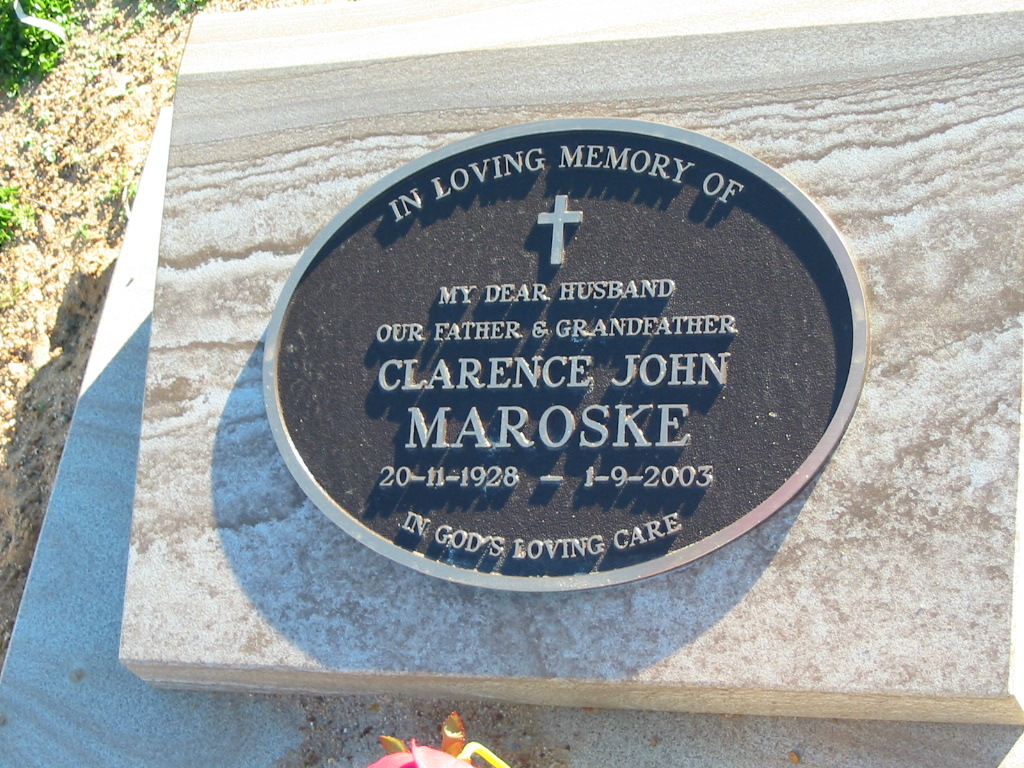 IN LOVING MEMORY OF
MY DEAR HUSBAND
OUR FATHER & GRANDFATHER
CLARENCE JOHN
MAROSKE
20-11-1928 - 1-9-2003
IN GOD'S LOVING CARE